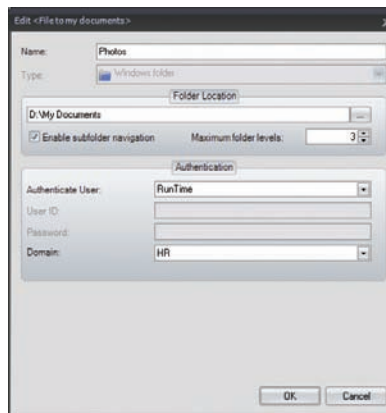 Edit <File to my documents>
Name: Photos
Type: Windows folder
Folder Location
D:\My Documents ...
Enable subfolder navigation Maximum folder levels: 3
Authentication
Authenticate User: RunTime
User ID:
Password:
Domain: HR
OK Cancel